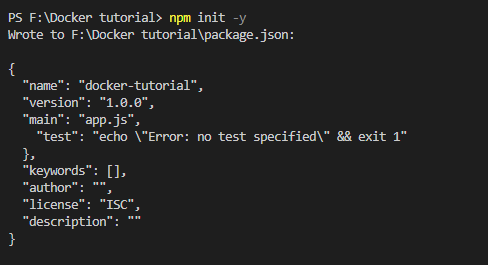 PS F:\Docker tutorial> npm init -y
Wrote to F:\Docker tutorial\package.json:

{
  "name": "docker-tutorial",
  "version": "1.0.0",
  "main": "app.js",
    "test": "echo \"Error: no test specified\" && exit 1"
  },
  "keywords": [],
  "author": "",
  "license": "ISC",
  "description": ""
}